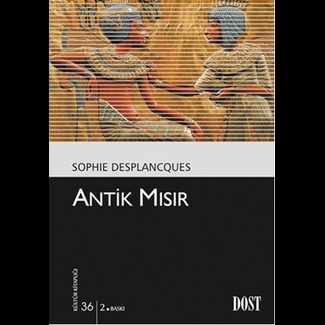 SOPHIE DESPLANCQUES
ANTİK MISIR
KÜLTÜR KİTAPLIĞI 36 2. BASKI
DOST